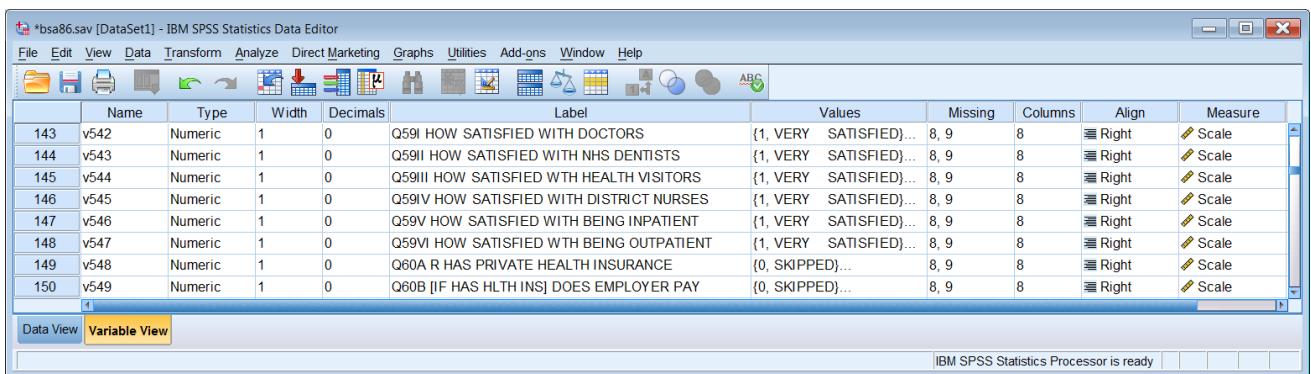 *bsa86.sav [DataSet1] - IBM SPSS Statistics Data Editor
File Edit View Data Transform Analyze Direct Marketing Graphs Utilities Add-ons Window Help
Name Type Width Decimals Label Values Missing Columns Align Measure
143 v542 Numeric 1 0 Q59I HOW SATISFIED WITH DOCTORS {1, VERY SATISFIED}... 8, 9 8 Right Scale
144 v543 Numeric 1 0 Q59II HOW SATISFIED WITH NHS DENTISTS {1, VERY SATISFIED}... 8, 9 8 Right Scale
145 v544 Numeric 1 0 Q59III HOW SATISFIED WTH HEALTH VISITORS {1, VERY SATISFIED}... 8, 9 8 Right Scale
146 v545 Numeric 1 0 Q59IV HOW SATISFIED WITH DISTRICT NURSES {1, VERY SATISFIED}... 8, 9 8 Right Scale
147 v546 Numeric 1 0 Q59V HOW SATISFIED WITH BEING INPATIENT {1, VERY SATISFIED}... 8, 9 8 Right Scale
148 v547 Numeric 1 0 Q59VI HOW SATISFIED WTH BEING OUTPATIENT {1, VERY SATISFIED}... 8, 9 8 Right Scale
149 v548 Numeric 1 0 Q60A R HAS PRIVATE HEALTH INSURANCE {0, SKIPPED}... 8, 9 8 Right Scale
150 v549 Numeric 1 0 Q60B [IF HAS HLTH INS] DOES EMPLOYER PAY {0, SKIPPED}... 8, 9 8 Right Scale
Data View Variable View
IBM SPSS Statistics Processor is ready